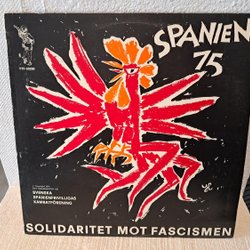 SPANIEN
75
SVENSKA
SPANIENFRIVILLIGAS
KAMRATFÖRENING
SOLIDARITET MOT FASCISMEN